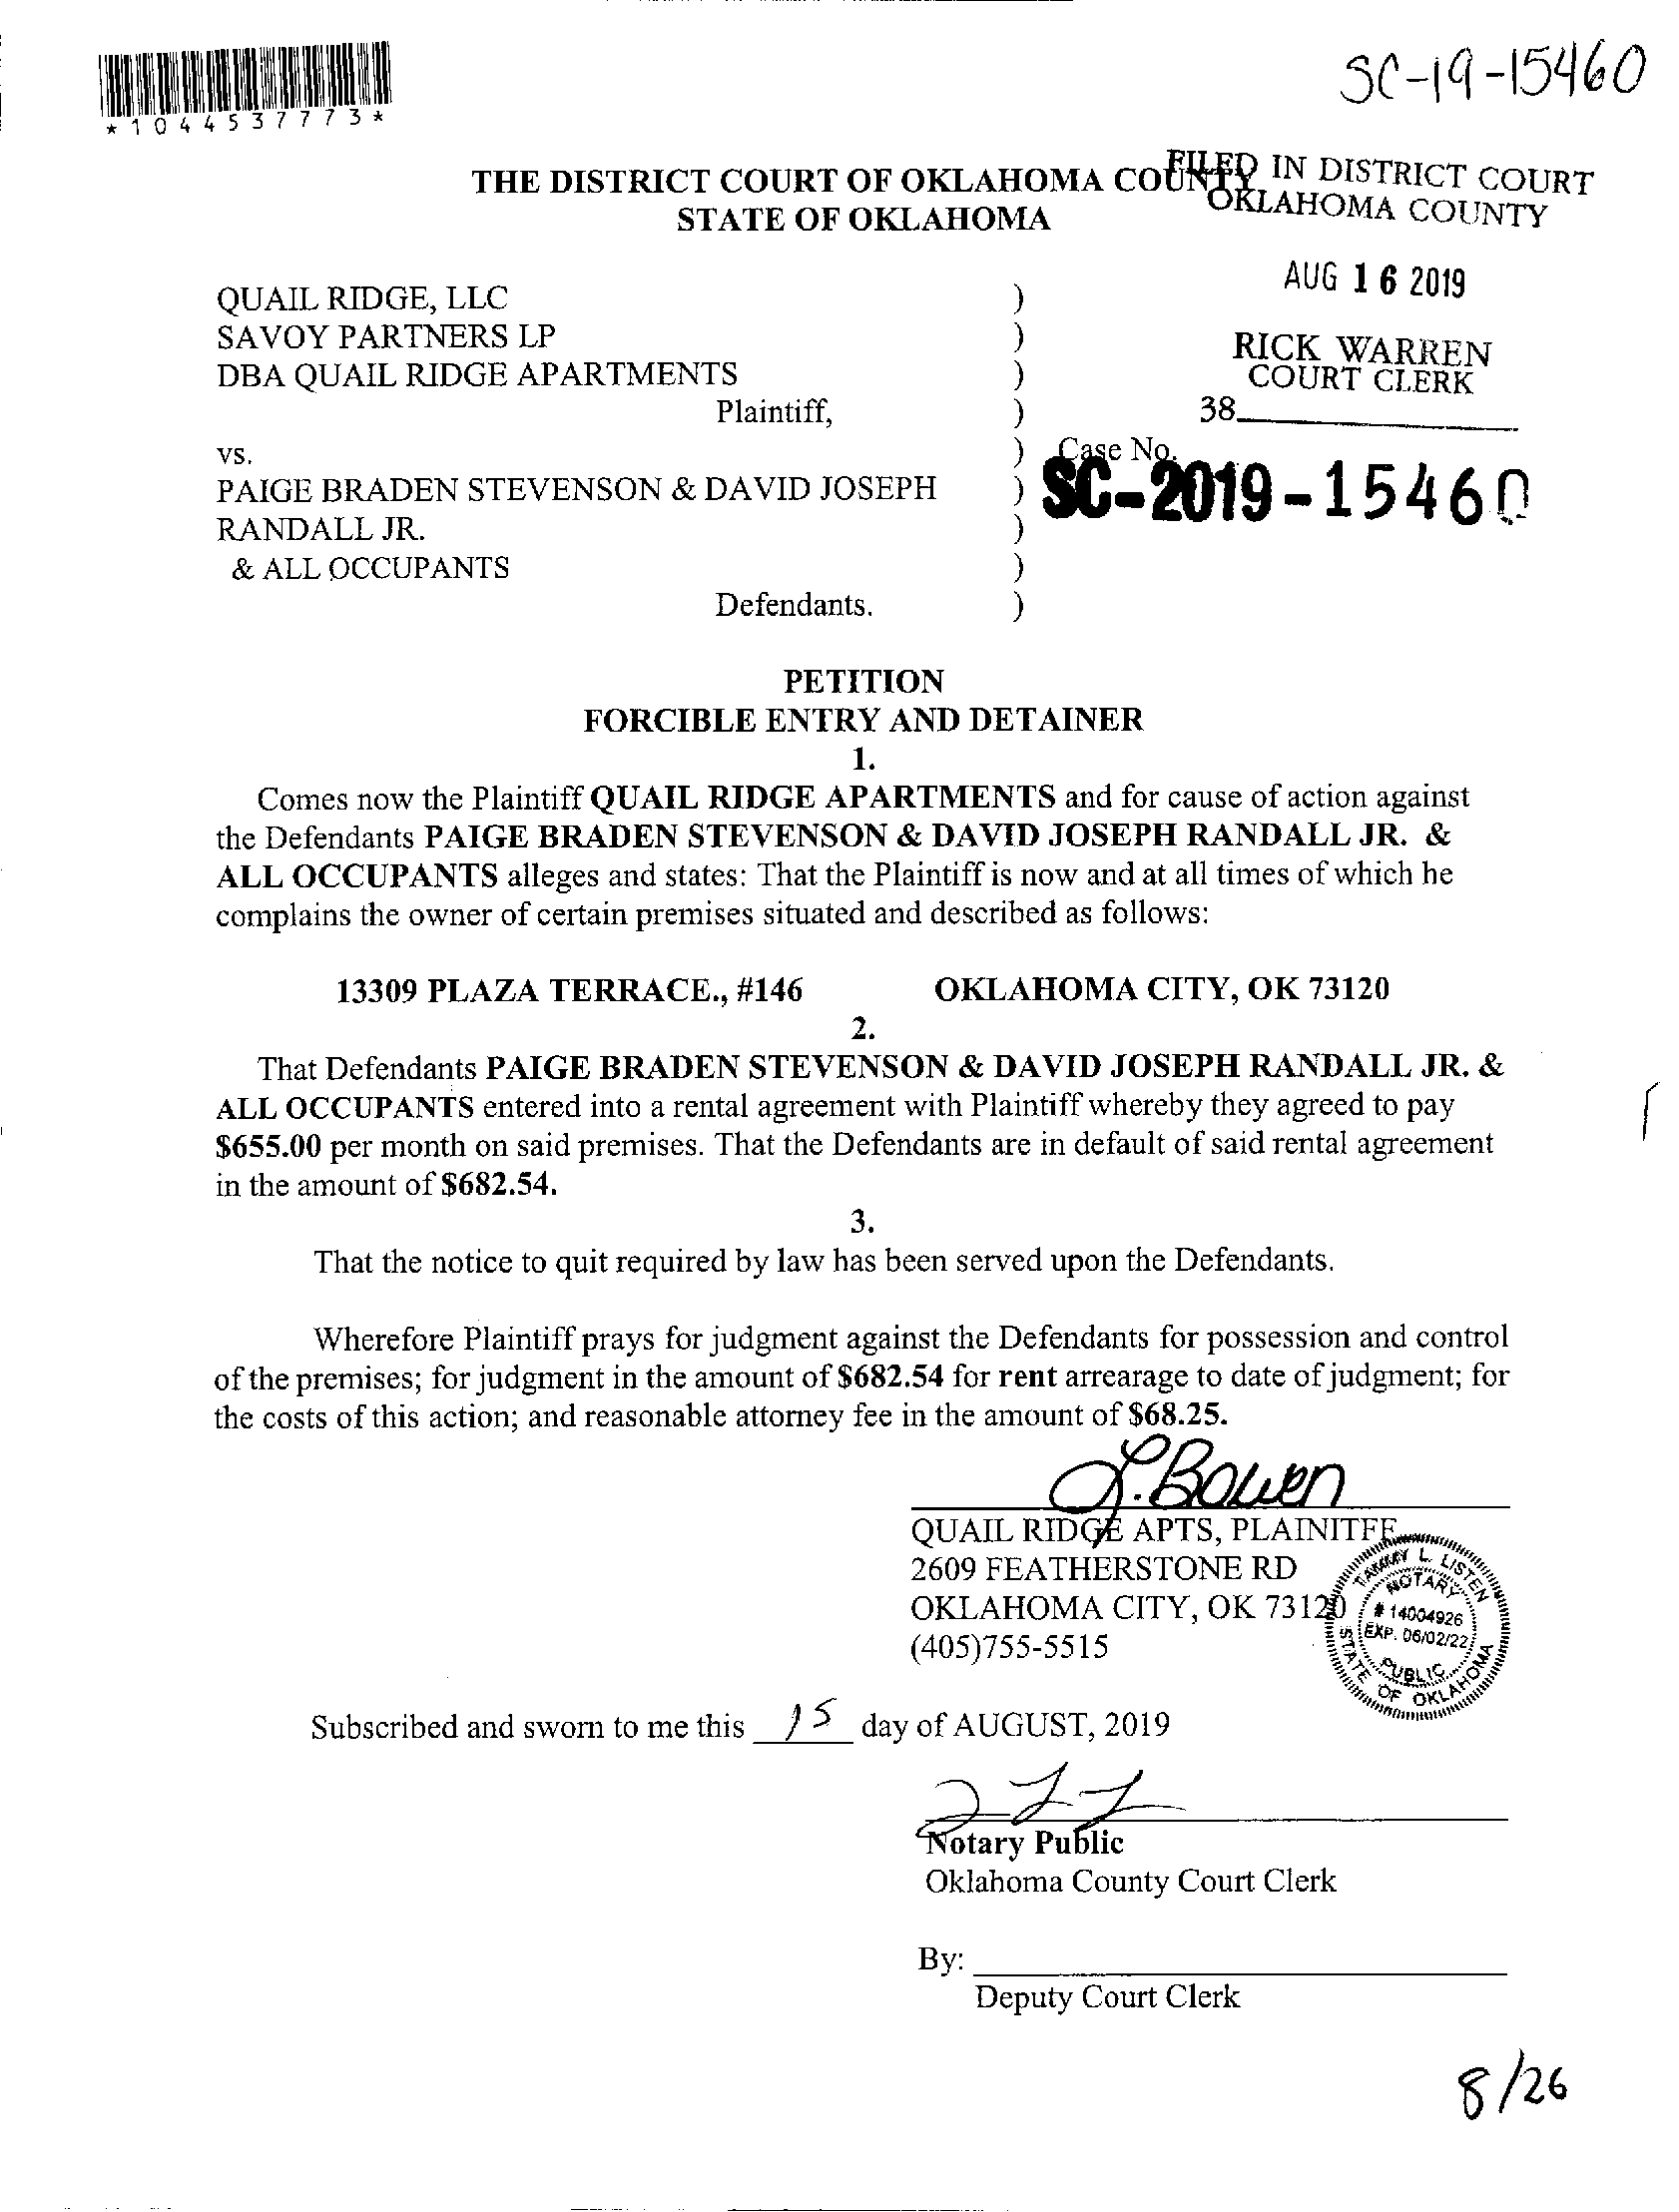 SC-19-15460
*1044537773*
THE DISTRICT COURT OF OKLAHOMA COUNTY
STATE OF OKLAHOMA
FILED IN DISTRICT COURT
OKLAHOMA COUNTY
AUG 16 2019
RICK WARREN
COURT CLERK
38
QUAIL RIDGE, LLC )
SAVOY PARTNERS LP )
DBA QUAIL RIDGE APARTMENTS )
Plaintiff, )
vs. ) Case No.
SC-2019-15460
PAIGE BRADEN STEVENSON & DAVID JOSEPH )
RANDALL JR. )
& ALL OCCUPANTS )
Defendants. )
PETITION
FORCIBLE ENTRY AND DETAINER
1.
Comes now the Plaintiff QUAIL RIDGE APARTMENTS and for cause of action against
the Defendants PAIGE BRADEN STEVENSON & DAVID JOSEPH RANDALL JR. &
ALL OCCUPANTS alleges and states: That the Plaintiff is now and at all times of which he
complains the owner of certain premises situated and described as follows:
13309 PLAZA TERRACE., #146 OKLAHOMA CITY, OK 73120
2.
That Defendants PAIGE BRADEN STEVENSON & DAVID JOSEPH RANDALL JR. &
ALL OCCUPANTS entered into a rental agreement with Plaintiff whereby they agreed to pay
$655.00 per month on said premises. That the Defendants are in default of said rental agreement
in the amount of $682.54.
3.
That the notice to quit required by law has been served upon the Defendants.
Wherefore Plaintiff prays for judgment against the Defendants for possession and control
of the premises; for judgment in the amount of $682.54 for rent arrearage to date of judgment; for
the costs of this action; and reasonable attorney fee in the amount of $68.25.
L. Bowen
QUAIL RIDGE APTS, PLAINITFF
2609 FEATHERSTONE RD
OKLAHOMA CITY, OK 73120
(405)755-5515
TAMMY L. LISTEN
NOTARY
# 14004926
EXP. 06/02/22
PUBLIC
STATE OF OKLAHOMA
Subscribed and sworn to me this 15 day of AUGUST, 2019
Notary Public
Oklahoma County Court Clerk
By:
Deputy Court Clerk
8/26